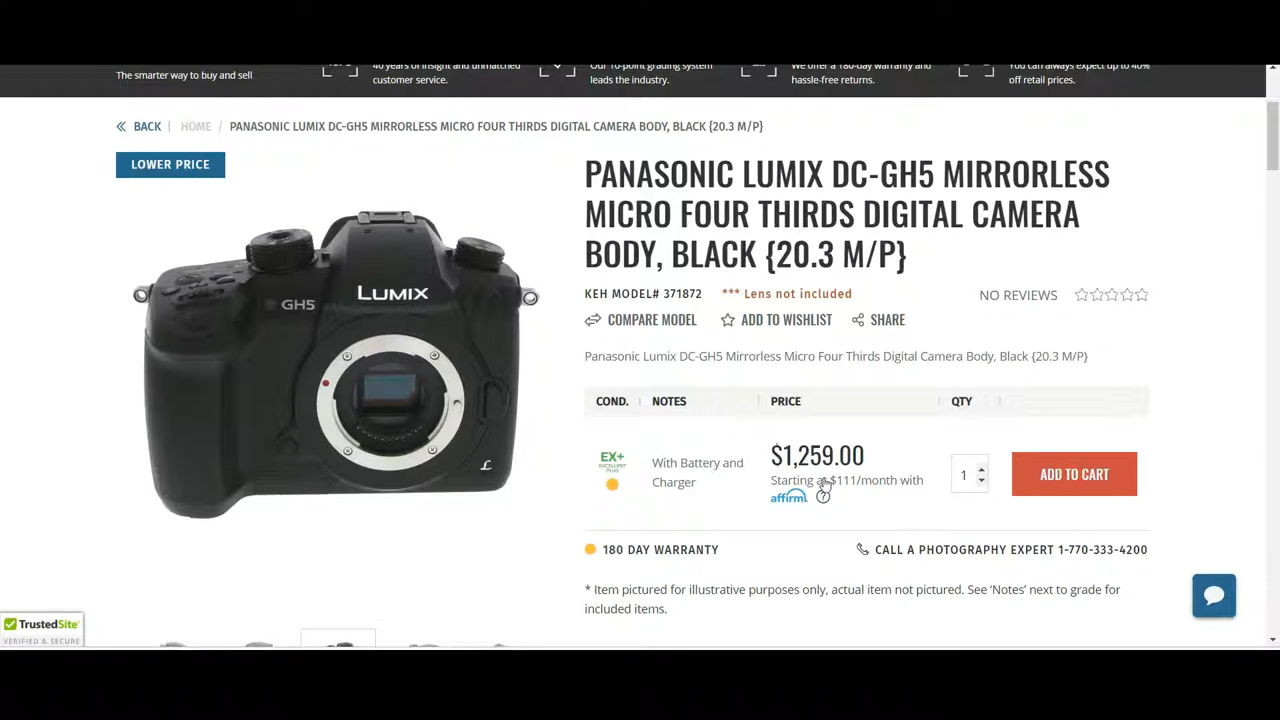 The smarter way to buy and sell
40 years of insight and unmatched
customer service.
Our 10-point grading system
leads the industry.
We offer a 180-day warranty and
hassle-free returns.
You can always expect up to 40%
off retail prices.
BACK | HOME / PANASONIC LUMIX DC-GH5 MIRRORLESS MICRO FOUR THIRDS DIGITAL CAMERA BODY, BLACK {20.3 M/P}
LOWER PRICE
LUMIX
GH5
L
PANASONIC LUMIX DC-GH5 MIRRORLESS
MICRO FOUR THIRDS DIGITAL CAMERA
BODY, BLACK {20.3 M/P}
KEH MODEL# 371872 *** Lens not included NO REVIEWS
COMPARE MODEL ADD TO WISHLIST SHARE
Panasonic Lumix DC-GH5 Mirrorless Micro Four Thirds Digital Camera Body, Black {20.3 M/P}
COND. | NOTES | PRICE | QTY |
EX+
EXCELLENT
PLUS
With Battery and
Charger
$1,259.00
Starting at $111/month with
affirm ?
1
ADD TO CART
180 DAY WARRANTY CALL A PHOTOGRAPHY EXPERT 1-770-333-4200
* Item pictured for illustrative purposes only, actual item not pictured. See ‘Notes’ next to grade for
included items.
TrustedSite
VERIFIED & SECURE